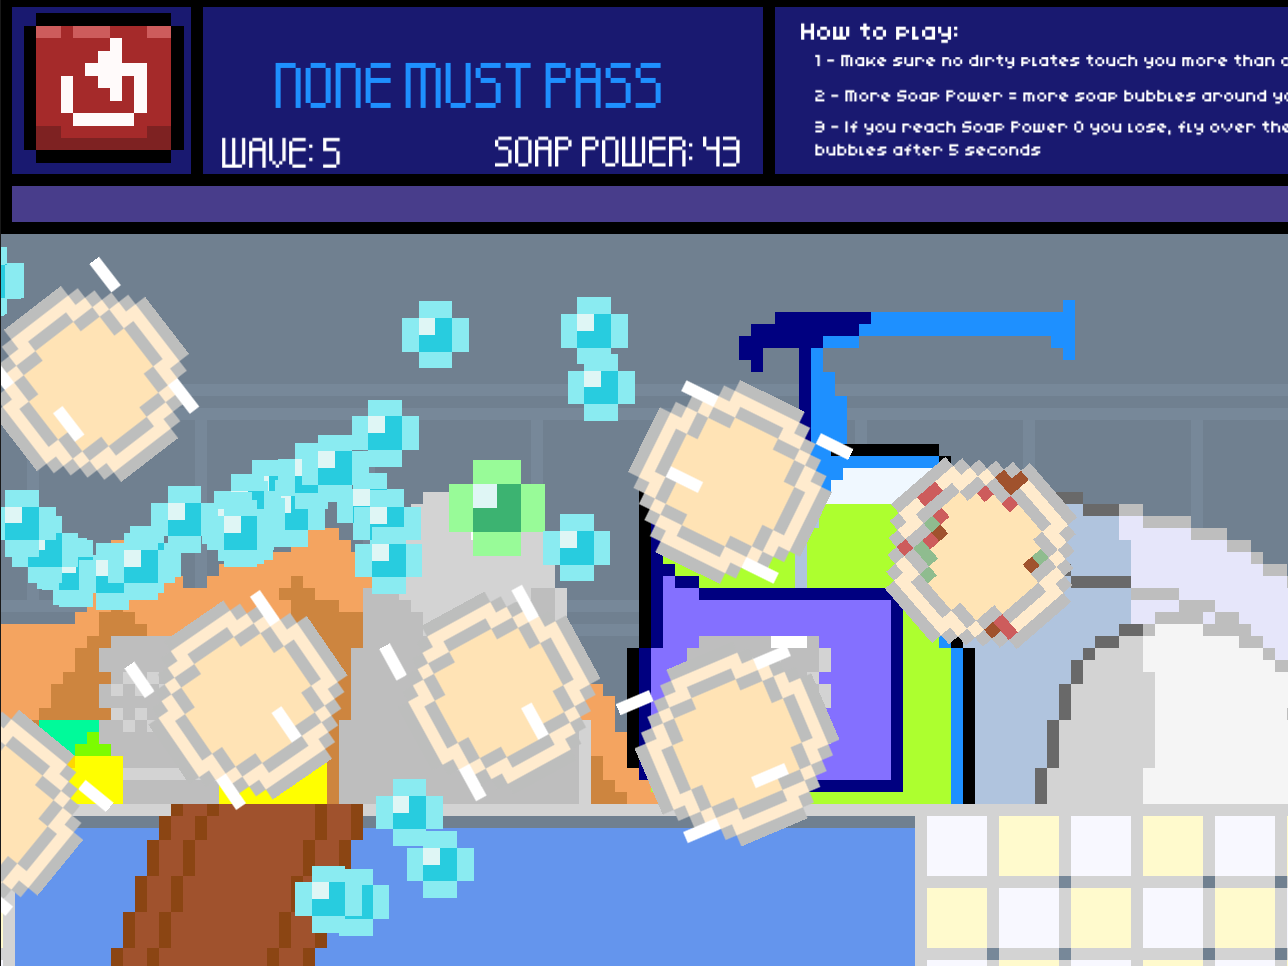 NONE MUST PASS
WAVE: 5
SOAP POWER: 43
How to play:
1 - Make sure no dirty plates touch you more than
2 - More Soap Power = more soap bubbles around
3 - If you reach Soap Power 0 you lose, fly over the
bubbles after 5 seconds